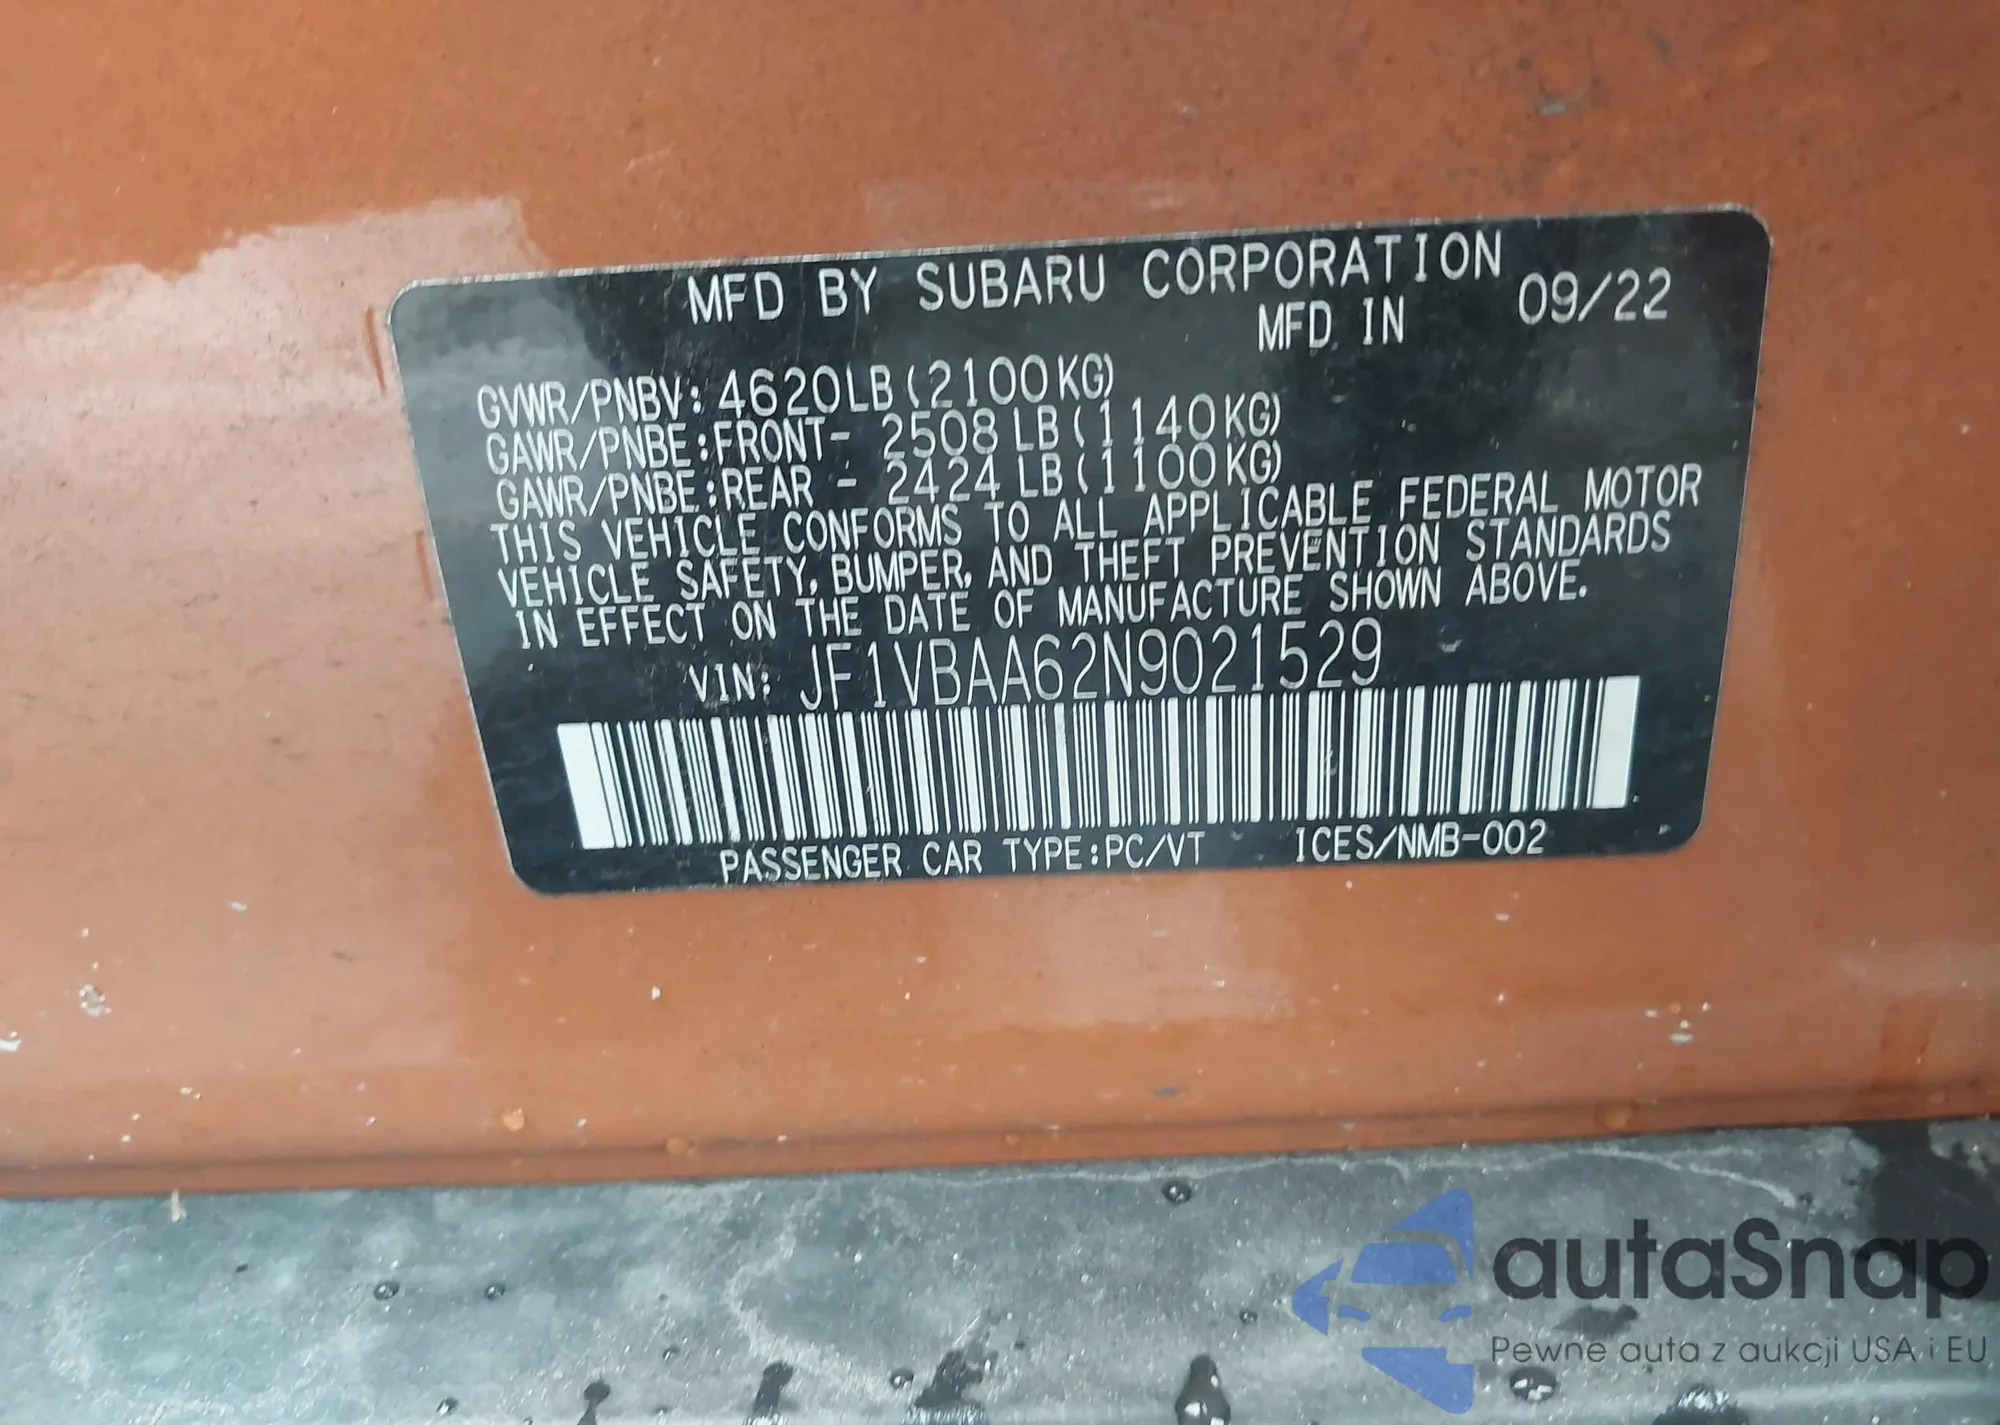 MFD BY SUBARU CORPORATION
MFD IN 09/22
GVWR/PNBV: 4620LB(2100KG)
GAWR/PNBE:FRONT- 2508 LB(1140KG)
GAWR/PNBE:REAR - 2424 LB(1100KG)
THIS VEHICLE CONFORMS TO ALL APPLICABLE FEDERAL MOTOR
VEHICLE SAFETY, BUMPER, AND THEFT PREVENTION STANDARDS
IN EFFECT ON THE DATE OF MANUFACTURE SHOWN ABOVE.
VIN: JF1VBAA62N9021529
PASSENGER CAR TYPE:PC/VT ICES/NMB-002
autaSnap
Pewne auta z aukcji USA i EU